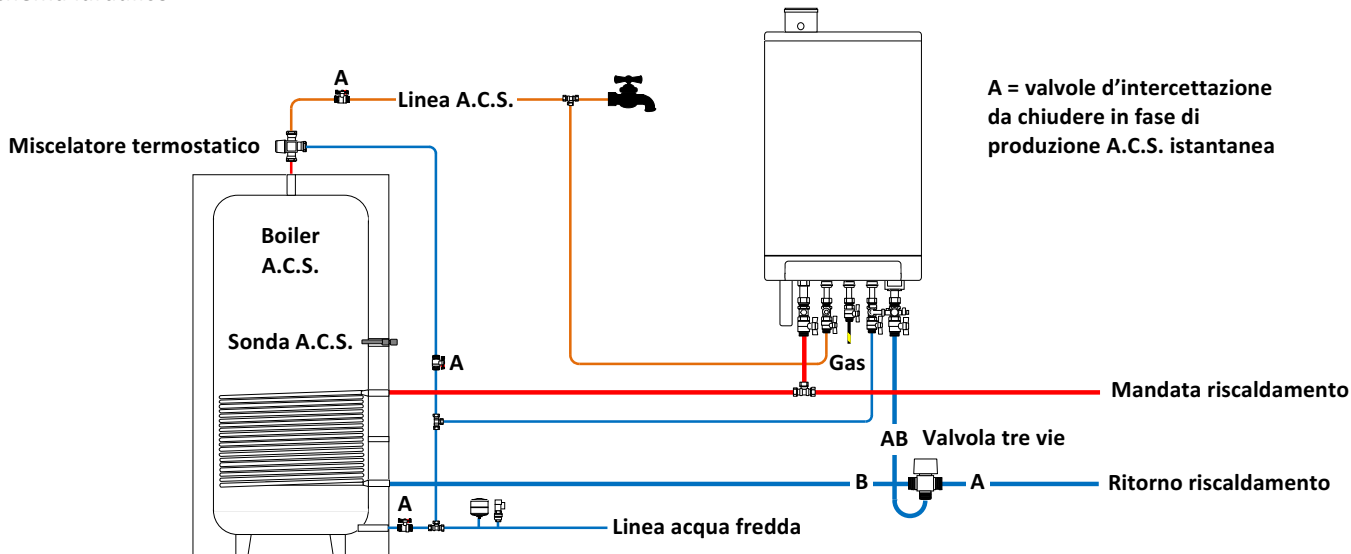 A
Linea A.C.S.
A = valvole d'intercettazione
da chiudere in fase di
produzione A.C.S. istantanea
Miscelatore termostatico
Boiler
A.C.S.
Sonda A.C.S.
A
Gas
Mandata riscaldamento
AB Valvola tre vie
B
A
Ritorno riscaldamento
A
Linea acqua fredda